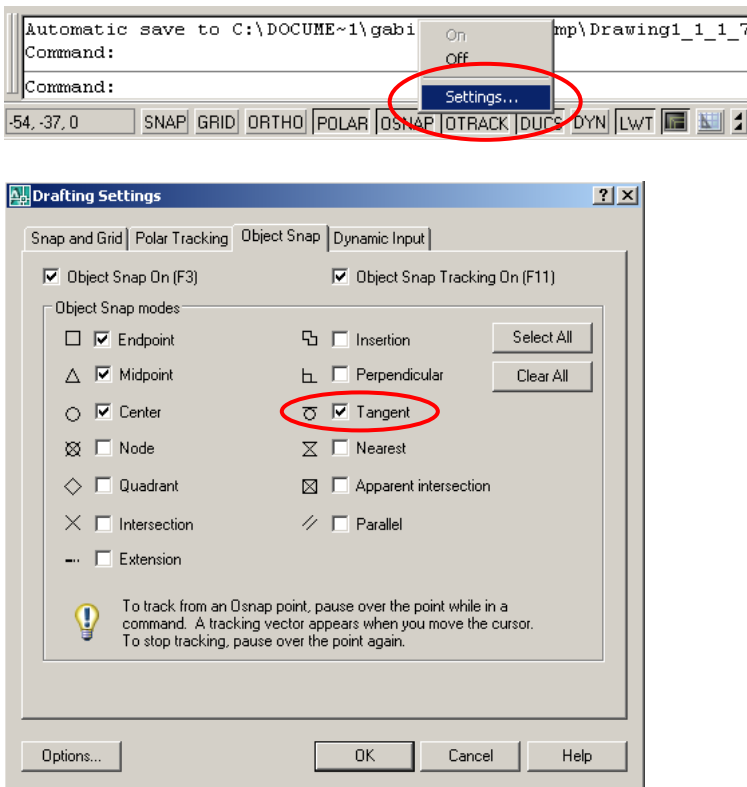 Automatic save to C:\DOCUME~1\gabi mp\Drawing1_1_1_7
On
Command:
Off
Command:
Settings...
-54, -37, 0 SNAP GRID ORTHO POLAR OSNAP OTRACK DUCS DYN LWT
Drafting Settings
Snap and Grid Polar Tracking Object Snap Dynamic Input
Object Snap On (F3) Object Snap Tracking On (F11)
Object Snap modes
Endpoint Insertion Select All
Midpoint Perpendicular Clear All
Center Tangent
Node Nearest
Quadrant Apparent intersection
Intersection Parallel
Extension
To track from an Osnap point, pause over the point while in a
command. A tracking vector appears when you move the cursor.
To stop tracking, pause over the point again.
Options... OK Cancel Help